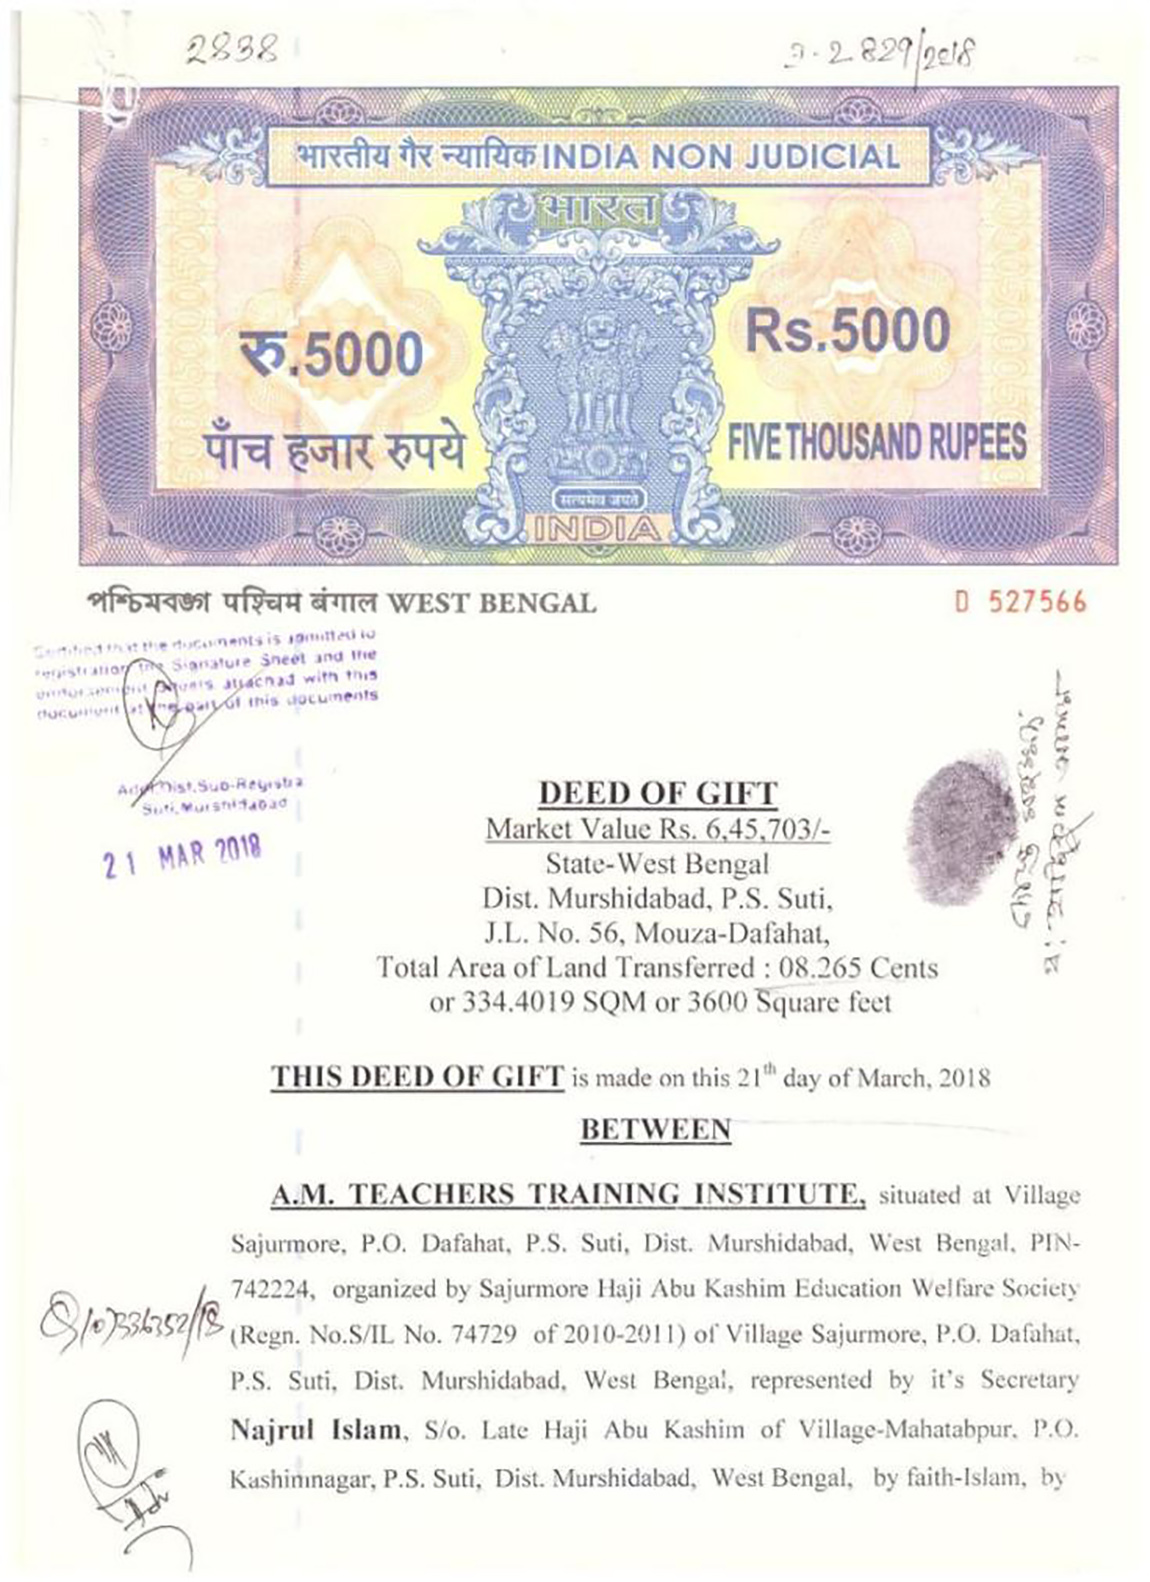 2838
2829/2018
भारतीय गैर न्यायिक INDIA NON JUDICIAL
भारत
रु.5000
Rs.5000
पाँच हजार रुपये
FIVE THOUSAND RUPEES
सत्यमेव जयते
INDIA
পশ্চিমবঙ্গ पश्चिम बंगाल WEST BENGAL
D 527566
Certified that the documents is admitted to
registration the Signature Sheet and the
endorsement sheets attached with this
document at the part of this documents
Addl Dist. Sub-Registra
Suti, Murshidabad
21 MAR 2018
DEED OF GIFT
Market Value Rs. 6,45,703/-
State-West Bengal
Dist. Murshidabad, P.S. Suti,
J.L. No. 56, Mouza-Dafahat,
Total Area of Land Transferred : 08.265 Cents
or 334.4019 SQM or 3600 Square feet
THIS DEED OF GIFT is made on this 21th day of March, 2018
BETWEEN
A.M. TEACHERS TRAINING INSTITUTE, situated at Village
Sajurmore, P.O. Dafahat, P.S. Suti, Dist. Murshidabad, West Bengal, PIN-
742224, organized by Sajurmore Haji Abu Kashim Education Welfare Society
(Regn. No.S/IL No. 74729 of 2010-2011) of Village Sajurmore, P.O. Dafahat,
P.S. Suti, Dist. Murshidabad, West Bengal, represented by it's Secretary
Najrul Islam, S/o. Late Haji Abu Kashim of Village-Mahatabpur, P.O.
Kashimnagar, P.S. Suti, Dist. Murshidabad, West Bengal, by faith-Islam, by